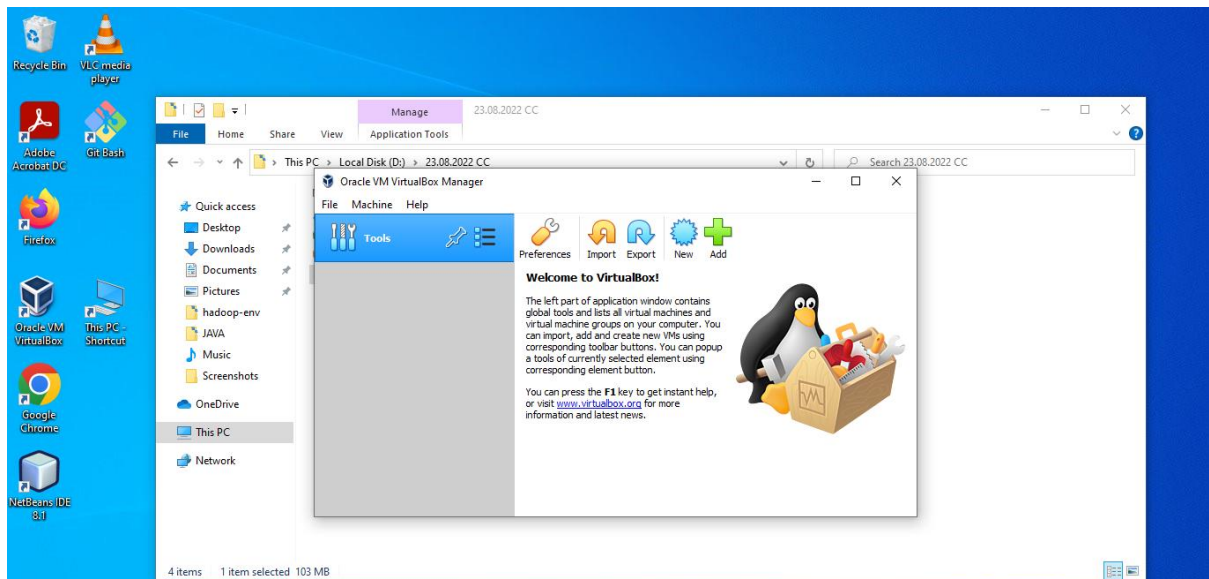 Recycle Bin
VLC media
player
Adobe
Acrobat DC
Git Bash
Firefox
Oracle VM
VirtualBox
This PC -
Shortcut
Google
Chrome
NetBeans IDE
8.1
Manage
23.08.2022 CC
File Home Share View Application Tools
This PC > Local Disk (D:) > 23.08.2022 CC
Search 23.08.2022 CC
Quick access
Desktop
Downloads
Documents
Pictures
hadoop-env
JAVA
Music
Screenshots
OneDrive
This PC
Network
4 items 1 item selected 103 MB
Oracle VM VirtualBox Manager
File Machine Help
Tools
Preferences Import Export New Add
Welcome to VirtualBox!
The left part of application window contains
global tools and lists all virtual machines and
virtual machine groups on your computer. You
can import, add and create new VMs using
corresponding toolbar buttons. You can popup
a tools of currently selected element using
corresponding element button.
You can press the F1 key to get instant help,
or visit www.virtualbox.org for more
information and latest news.